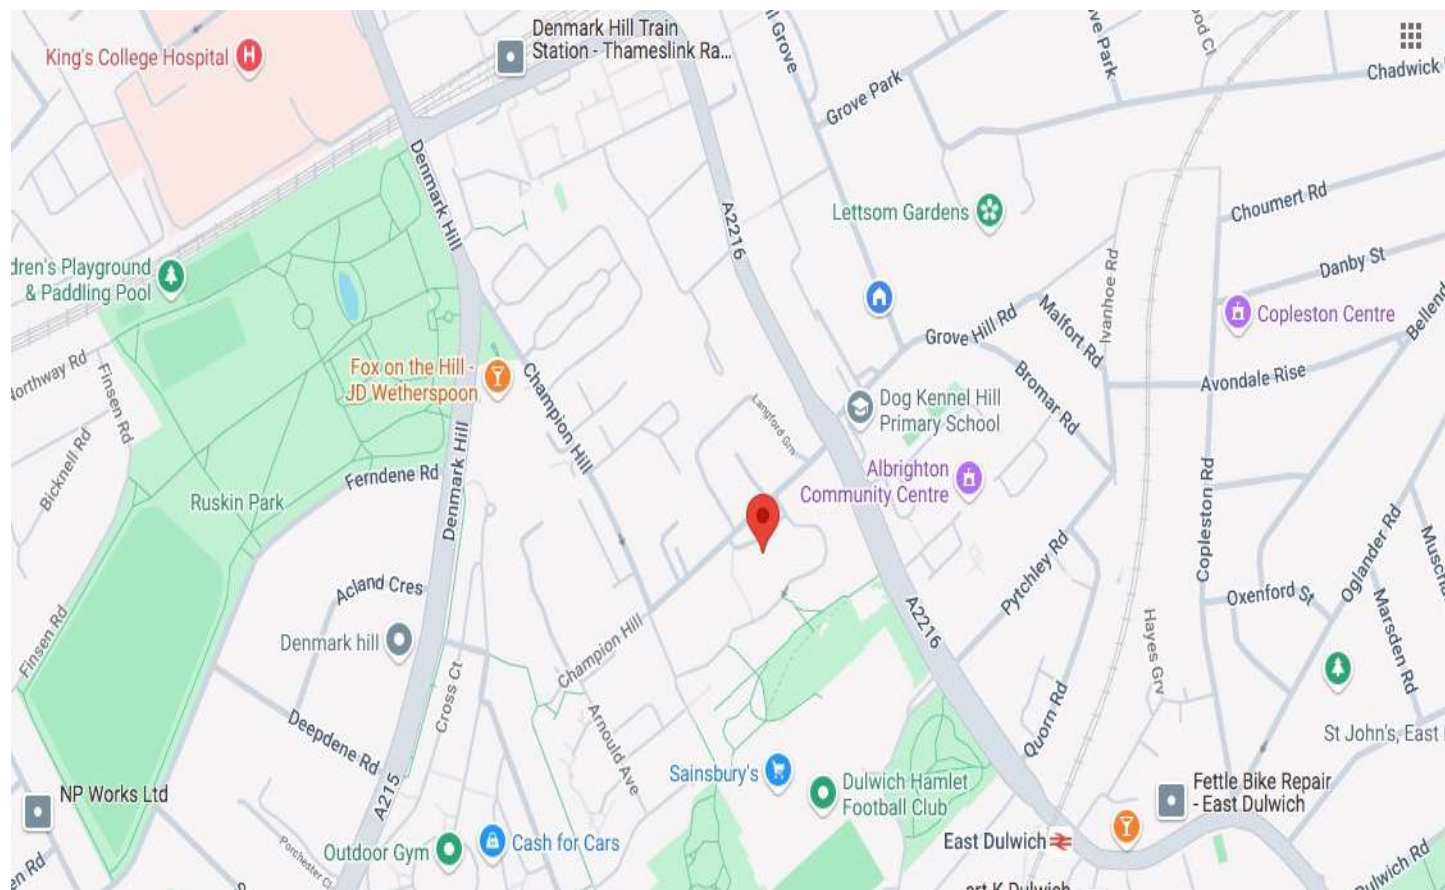 Denmark Hill Train
Station - Thameslink Ra...
King's College Hospital
Grove Park
Chadwick
Denmark Hill
A2216
Lettsom Gardens
Choumert Rd
Danby St
Ivanhoe Rd
& Paddling Pool
Copleston Centre
Grove Hill Rd
Malfort Rd
Finsen Rd
Fox on the Hill -
JD Wetherspoon
Champion Hill
Bromar Rd
Avondale Rise
Langford Grn
Dog Kennel Hill
Primary School
Bicknell Rd
Ferndene Rd
Denmark Hill
Albrighton
Community Centre
Ruskin Park
Copleston Rd
Oglander Rd
Pytchley Rd
Acland Cres
Oxenford St
Marsden Rd
A2216
Hayes Grv
Finsen Rd
Denmark hill
Champion Hill
Cross Ct
Arnould Ave
Quorn Rd
Deepdene Rd
St John's, East
Sainsbury's
Dulwich Hamlet
Football Club
Fettle Bike Repair
- East Dulwich
NP Works Ltd
A215
Cash for Cars
Outdoor Gym
East Dulwich
Porchester Cl